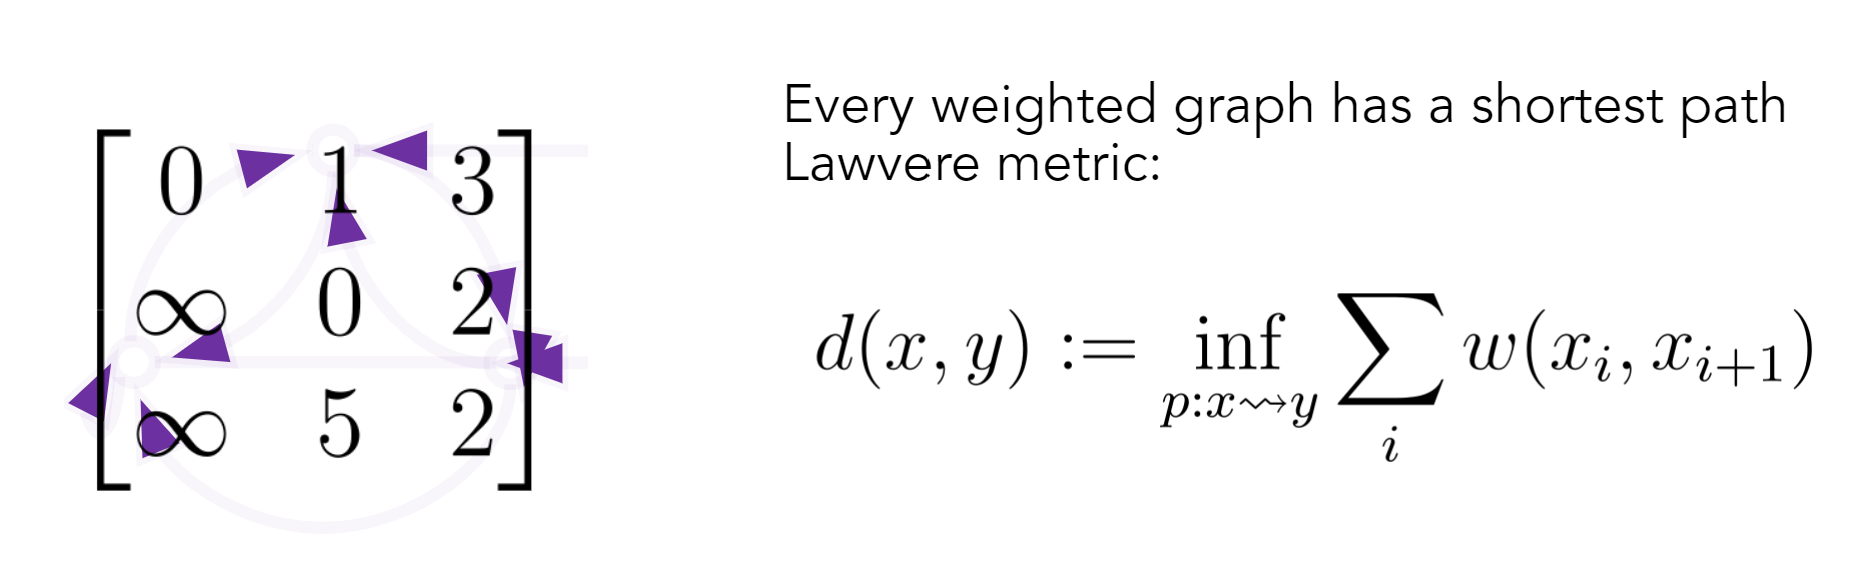 0 1 3
∞ 0 2
∞ 5 2
Every weighted graph has a shortest path
Lawvere metric:
d(x, y) := inf_{p:x⇝y} ∑_i w(x_i, x_{i+1})